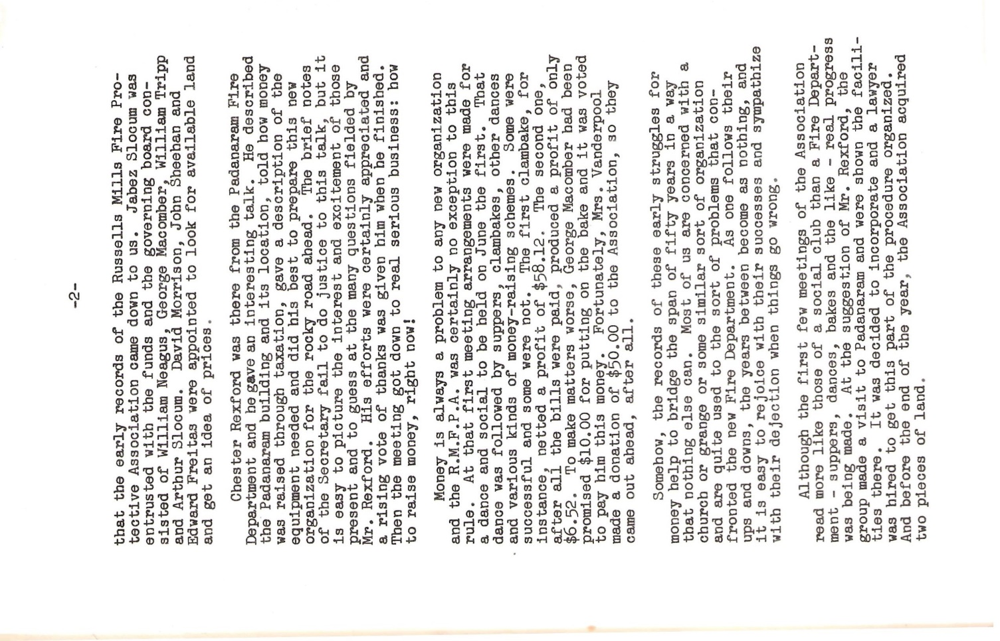 -2-
that the early records of the Russells Mills Fire Pro-
tective Association came down to us. Jabez Slocum was
entrusted with the funds and the governing board con-
sisted of William Neagus, George Macomber, William Tripp
and Arthur Slocum. David Morrison, John Sheehan and
Edward Freitas were appointed to look for available land
and get an idea of prices.
Chester Rexford was there from the Padanaram Fire
Department and he gave an interesting talk. He described
the Padanaram building and its location, told how money
was raised through taxation, gave a description of the
equipment needed and did his best to prepare this new
organization for the rocky road ahead. The brief notes
of the Secretary fail to do justice to this talk, but it
is easy to picture the interest and excitement of those
present and to guess at the many questions fielded by
Mr. Rexford. His efforts were certainly appreciated and
a rising vote of thanks was given him when he finished.
Then the meeting got down to real serious business: how
to raise money, right now!
Money is always a problem to any new organization
and the R.M.F.P.A. was certainly no exception to this
rule. At that first meeting arrangements were made for
a dance and social to be held on June the first. That
dance was followed by suppers, clambakes, other dances
and various kinds of money-raising schemes. Some were
successful and some were not. The first clambake, for
instance, netted a profit of $58.12. The second one,
after all the bills were paid, produced a profit of only
$6.52. To make matters worse, George Macomber had been
promised $10.00 for putting on the bake and it was voted
to pay him this money. Fortunately, Mrs. Vanderpool
made a donation of $50.00 to the Association, so they
came out ahead, after all.
Somehow, the records of these early struggles for
money help to bridge the span of fifty years in a way
that nothing else can. Most of us are concerned with a
church or grange or some similar sort of organization
and are quite used to the sort of problems that con-
fronted the new Fire Department. As one follows their
ups and downs, the years between become as nothing, and
it is easy to rejoice with their successes and sympathize
with their dejection when things go wrong.
Although the first few meetings of the Association
read more like those of a social club than a Fire Depart-
ment - suppers, dances, bakes and the like - real progress
was being made. At the suggestion of Mr. Rexford, the
group made a visit to Padanaram and were shown the facili-
ties there. It was decided to incorporate and a lawyer
was hired to get this part of the procedure organized.
And before the end of the year, the Association acquired
two pieces of land.